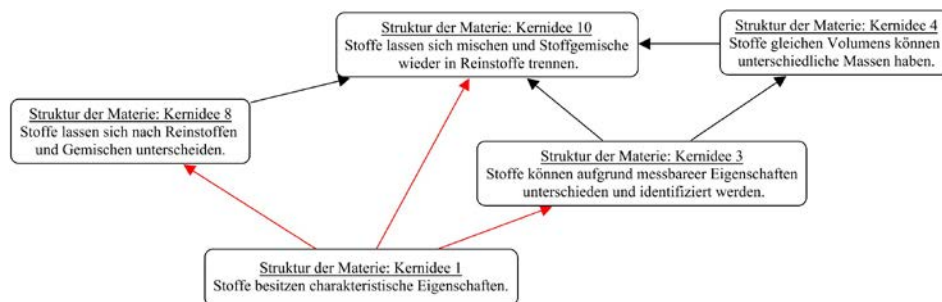 Struktur der Materie: Kernidee 10
Stoffe lassen sich mischen und Stoffgemische
wieder in Reinstoffe trennen.
Struktur der Materie: Kernidee 4
Stoffe gleichen Volumens können
unterschiedliche Massen haben.
Struktur der Materie: Kernidee 8
Stoffe lassen sich nach Reinstoffen
und Gemischen unterscheiden.
Struktur der Materie: Kernidee 3
Stoffe können aufgrund messbareer Eigenschaften
unterschieden und identifiziert werden.
Struktur der Materie: Kernidee 1
Stoffe besitzen charakteristische Eigenschaften.